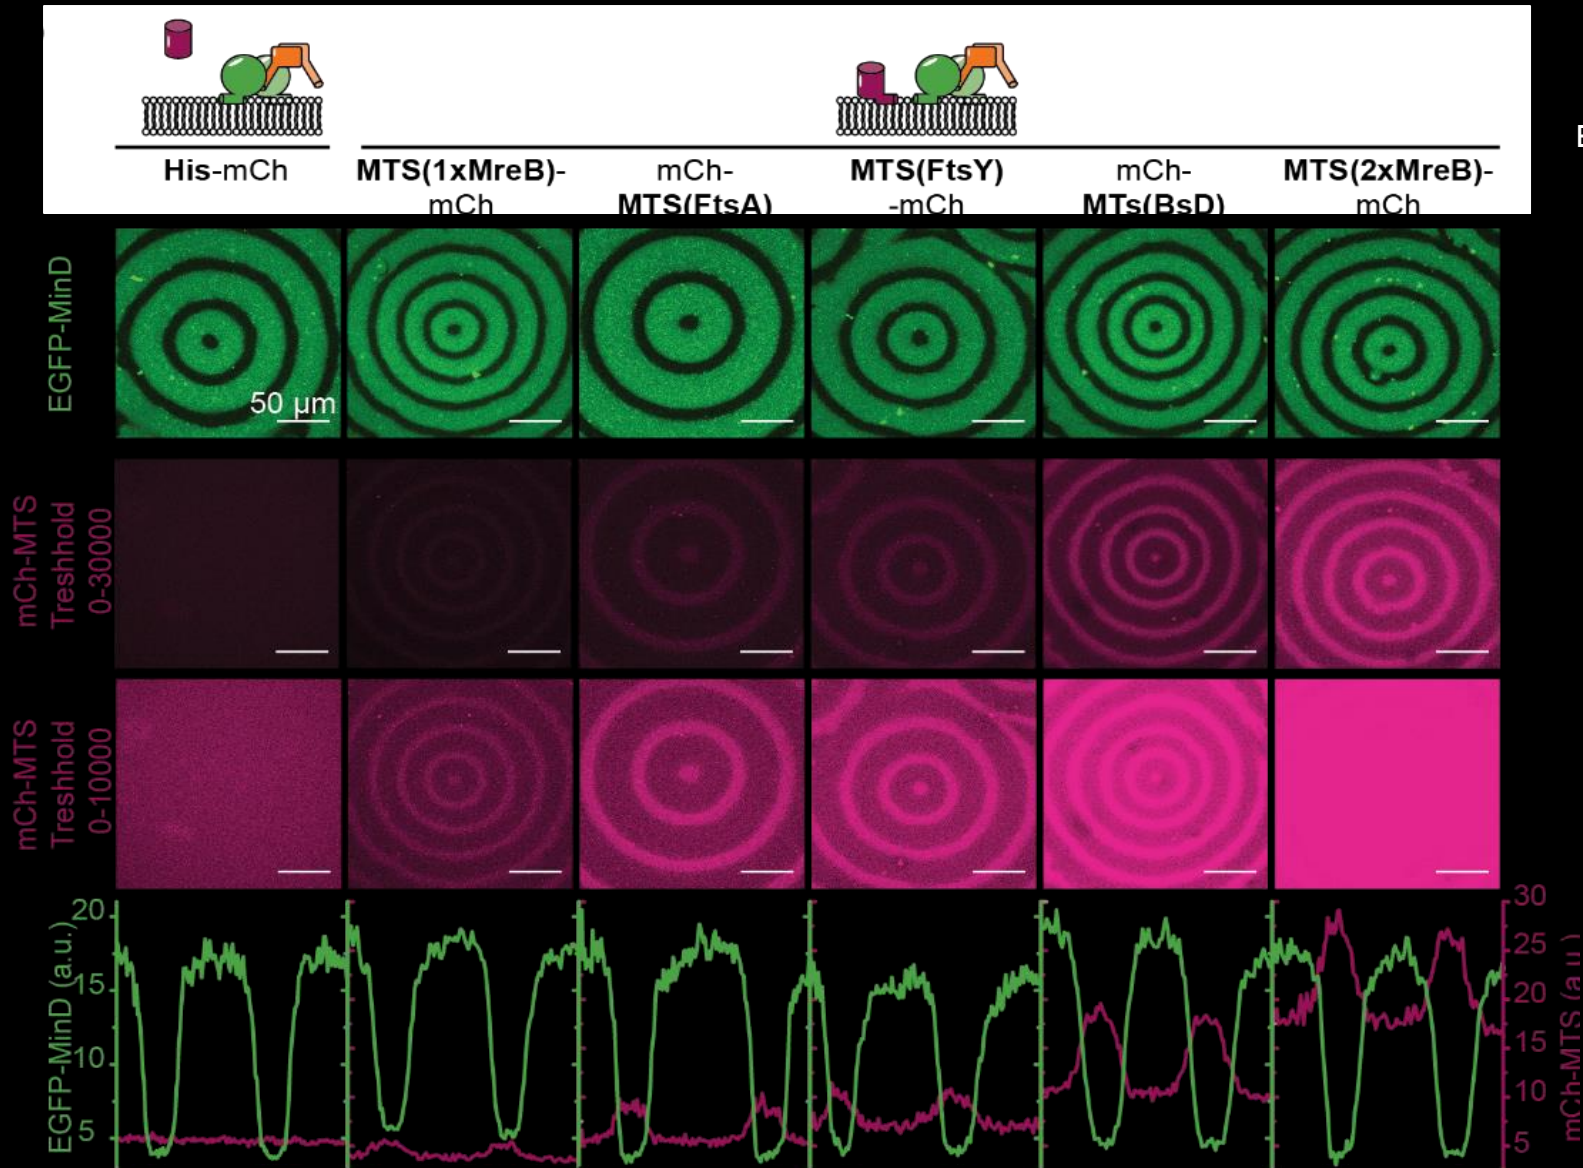 His-mCh
MTS(1xMreB)-
mCh
mCh-
MTS(FtsA)
MTS(FtsY)
-mCh
mCh-
MTs(BsD)
MTS(2xMreB)-
mCh
EGFP-MinD
50 µm
mCh-MTS
Treshhold
0-30000
mCh-MTS
Treshhold
0-10000
EGFP-MinD (a.u.)
20
15
10
5
30
25
20
15
10
5
mCh-MTS (a.u.)